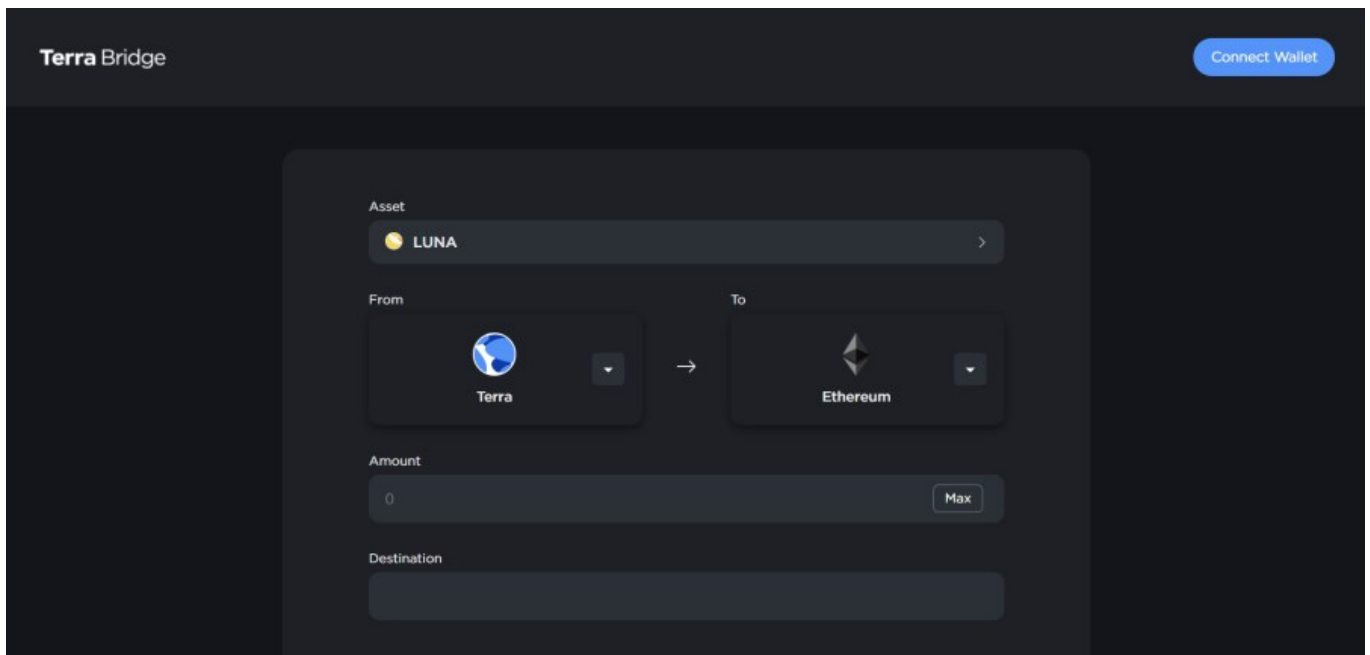 Terra Bridge
Connect Wallet
Asset
LUNA
From
To
Terra
Ethereum
Amount
0
Max
Destination